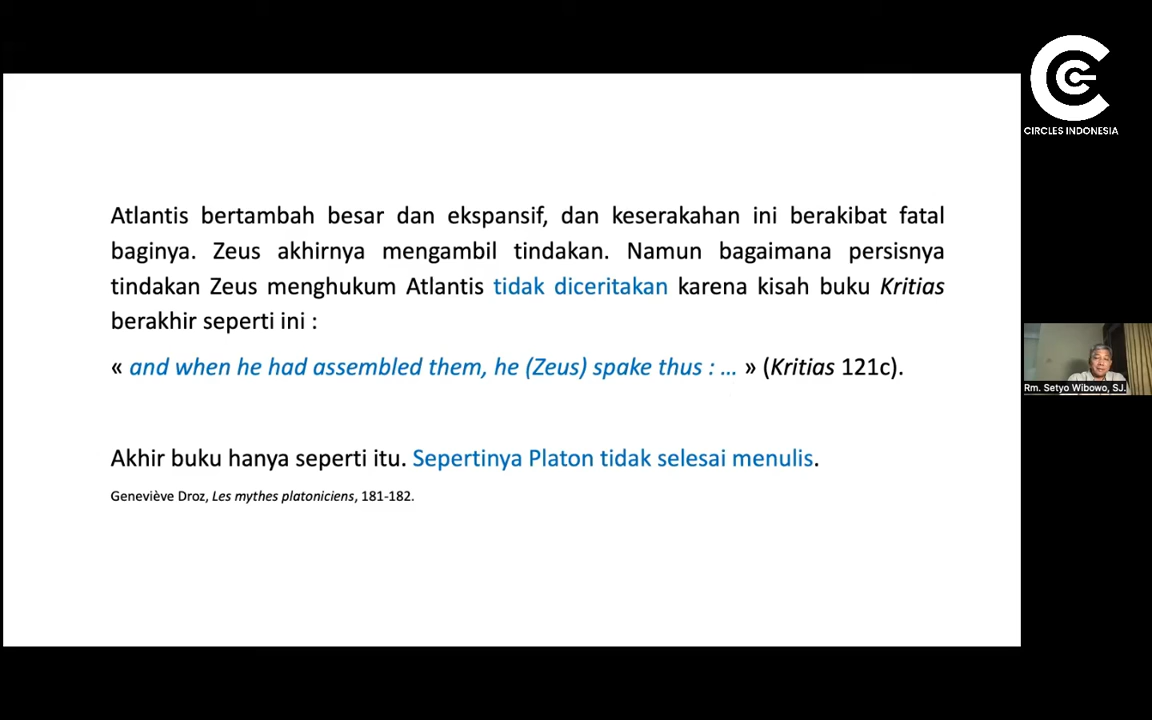 CIRCLES INDONESIA
Atlantis bertambah besar dan ekspansif, dan keserakahan ini berakibat fatal
baginya. Zeus akhirnya mengambil tindakan. Namun bagaimana persisnya
tindakan Zeus menghukum Atlantis tidak diceritakan karena kisah buku Kritias
berakhir seperti ini :
« and when he had assembled them, he (Zeus) spake thus : ... » (Kritias 121c).
Akhir buku hanya seperti itu. Sepertinya Platon tidak selesai menulis.
Geneviève Droz, Les mythes platoniciens, 181-182.
Rm. Setyo Wibowo, SJ.